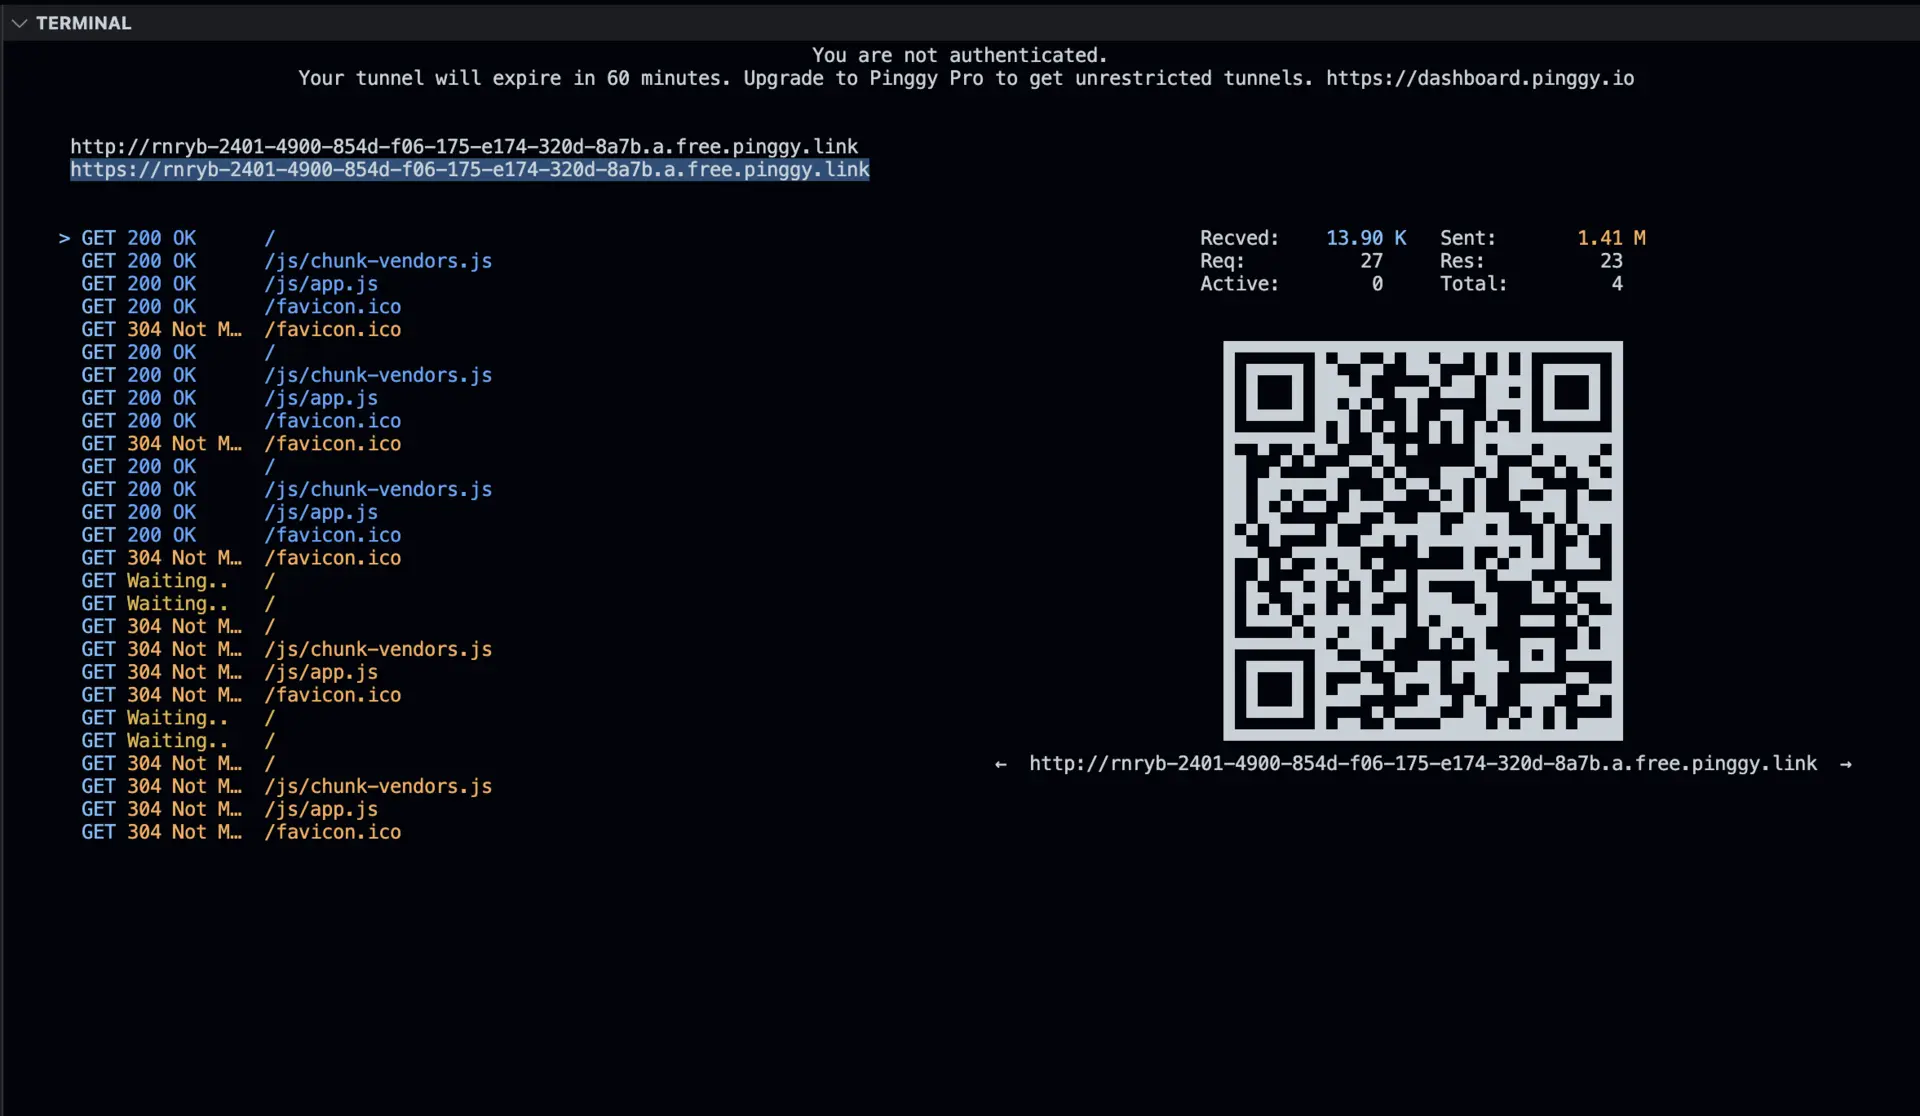 TERMINAL
You are not authenticated.
Your tunnel will expire in 60 minutes. Upgrade to Pinggy Pro to get unrestricted tunnels. https://dashboard.pinggy.io
http://rnryb-2401-4900-854d-f06-175-e174-320d-8a7b.a.free.pinggy.link
https://rnryb-2401-4900-854d-f06-175-e174-320d-8a7b.a.free.pinggy.link
> GET 200 OK /
GET 200 OK /js/chunk-vendors.js
GET 200 OK /js/app.js
GET 200 OK /favicon.ico
GET 304 Not M… /favicon.ico
GET 200 OK /
GET 200 OK /js/chunk-vendors.js
GET 200 OK /js/app.js
GET 200 OK /favicon.ico
GET 304 Not M… /favicon.ico
GET 200 OK /
GET 200 OK /js/chunk-vendors.js
GET 200 OK /js/app.js
GET 200 OK /favicon.ico
GET 304 Not M… /favicon.ico
GET Waiting.. /
GET Waiting.. /
GET 304 Not M… /
GET 304 Not M… /js/chunk-vendors.js
GET 304 Not M… /js/app.js
GET 304 Not M… /favicon.ico
GET Waiting.. /
GET Waiting.. /
GET 304 Not M… /
GET 304 Not M… /js/chunk-vendors.js
GET 304 Not M… /js/app.js
GET 304 Not M… /favicon.ico
Recved: 13.90 K Sent: 1.41 M
Req: 27 Res: 23
Active: 0 Total: 4
← http://rnryb-2401-4900-854d-f06-175-e174-320d-8a7b.a.free.pinggy.link →